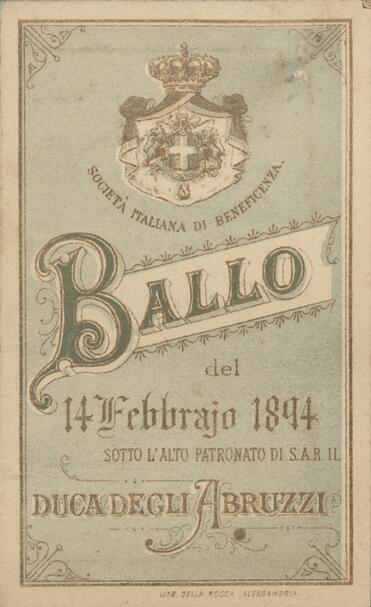 SOCIETÀ ITALIANA DI BENEFICENZA.
BALLO
del
14 Febbrajo 1894
SOTTO L'ALTO PATRONATO DI S.A.R. IL
DUCA DEGLI ABRUZZI
LITO. DELLA ROCCA ALESSANDRIA